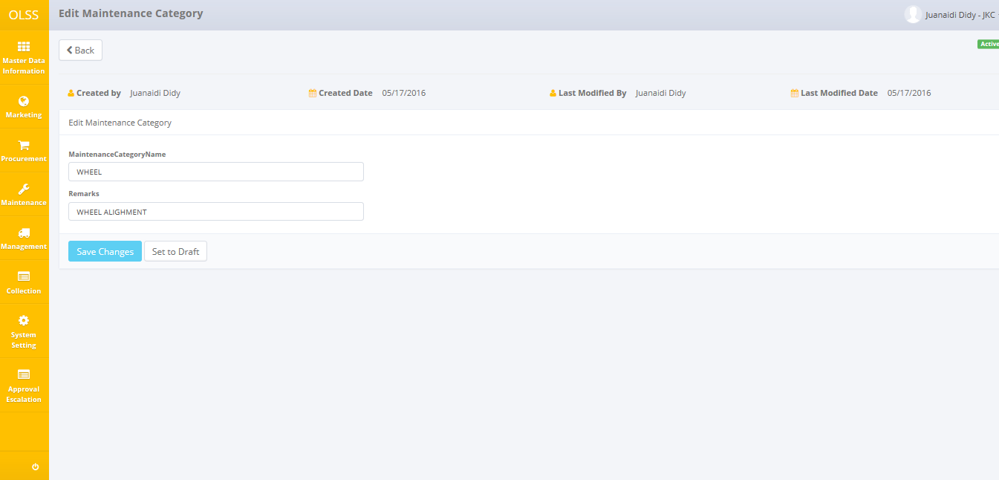 OLSS
Edit Maintenance Category
Juanaidi Didy - JKC
Back
Active
Master Data
Information
Marketing
Procurement
Maintenance
Management
Collection
System
Setting
Approval
Escalation
Created by Juanaidi Didy
Created Date 05/17/2016
Last Modified By Juanaidi Didy
Last Modified Date 05/17/2016
Edit Maintenance Category
MaintenanceCategoryName
WHEEL
Remarks
WHEEL ALIGHMENT
Save Changes
Set to Draft